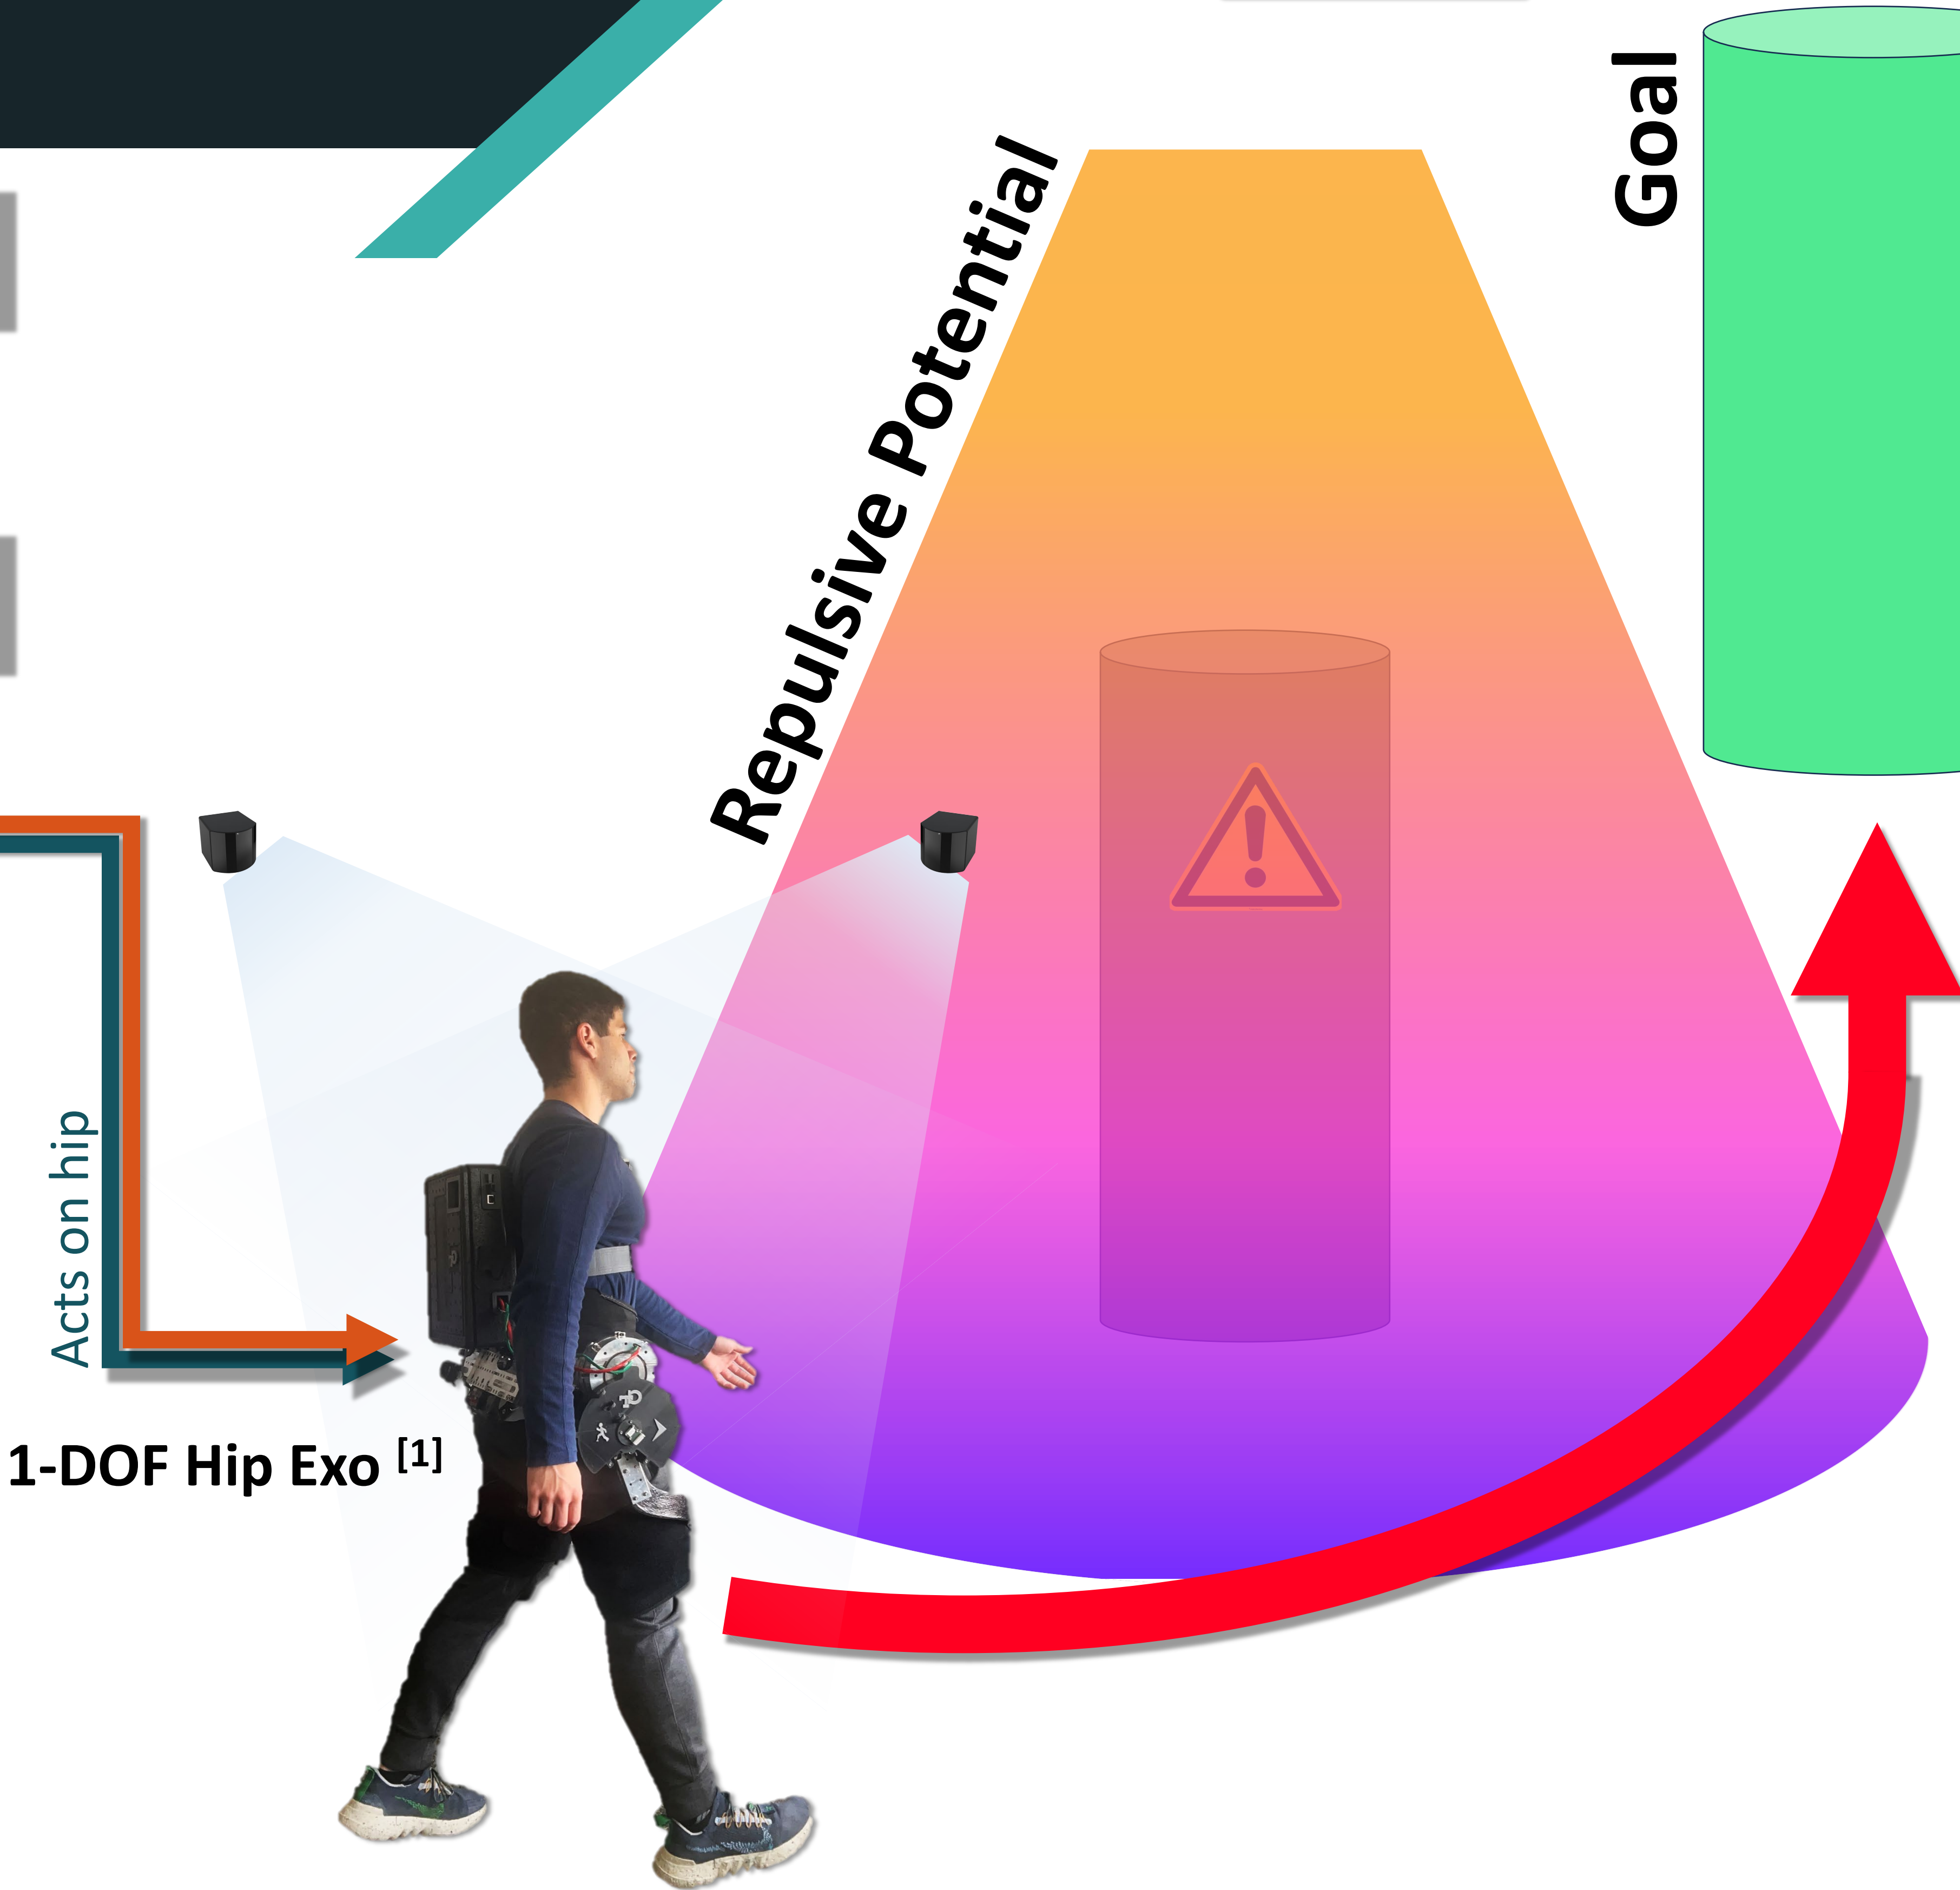 Goal
Repulsive Potential
Acts on hip
1-DOF Hip Exo [1]